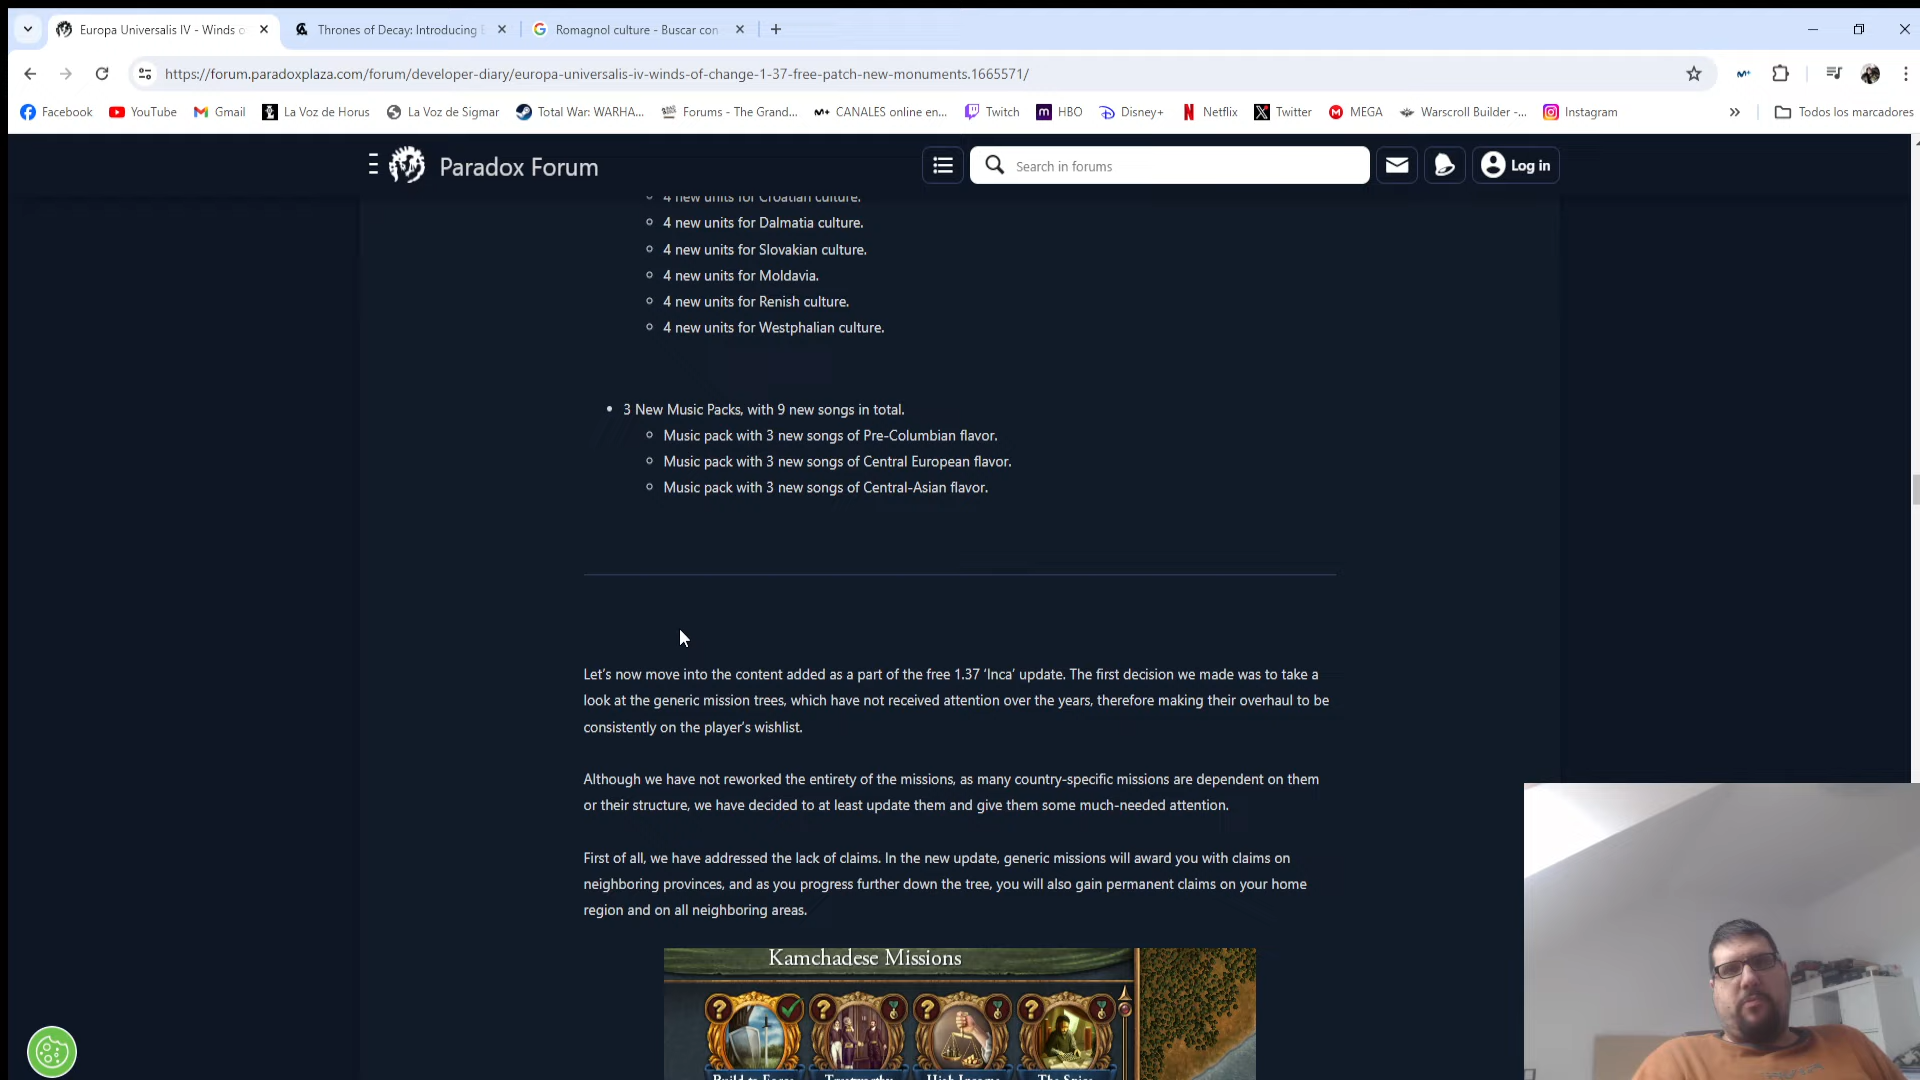 Europa Universalis IV - Winds o
Thrones of Decay: Introducing
Romagnol culture - Buscar con
https://forum.paradoxplaza.com/forum/developer-diary/europa-universalis-iv-winds-of-change-1-37-free-patch-new-monuments.1665571/
Facebook
YouTube
Gmail
La Voz de Horus
La Voz de Sigmar
Total War: WARHA...
Forums - The Grand...
CANALES online en...
Twitch
HBO
Disney+
Netflix
Twitter
MEGA
Warscroll Builder -...
Instagram
Todos los marcadores
Paradox Forum
Search in forums
Log in
4 new units for Croatian culture.
4 new units for Dalmatia culture.
4 new units for Slovakian culture.
4 new units for Moldavia.
4 new units for Renish culture.
4 new units for Westphalian culture.
3 New Music Packs, with 9 new songs in total.
Music pack with 3 new songs of Pre-Columbian flavor.
Music pack with 3 new songs of Central European flavor.
Music pack with 3 new songs of Central-Asian flavor.
Let’s now move into the content added as a part of the free 1.37 ‘Inca’ update. The first decision we made was to take a
look at the generic mission trees, which have not received attention over the years, therefore making their overhaul to be
consistently on the player’s wishlist.
Although we have not reworked the entirety of the missions, as many country-specific missions are dependent on them
or their structure, we have decided to at least update them and give them some much-needed attention.
First of all, we have addressed the lack of claims. In the new update, generic missions will award you with claims on
neighboring provinces, and as you progress further down the tree, you will also gain permanent claims on your home
region and on all neighboring areas.
Kamchadese Missions
Build to Force
Trustworthy
High Income
The Spies